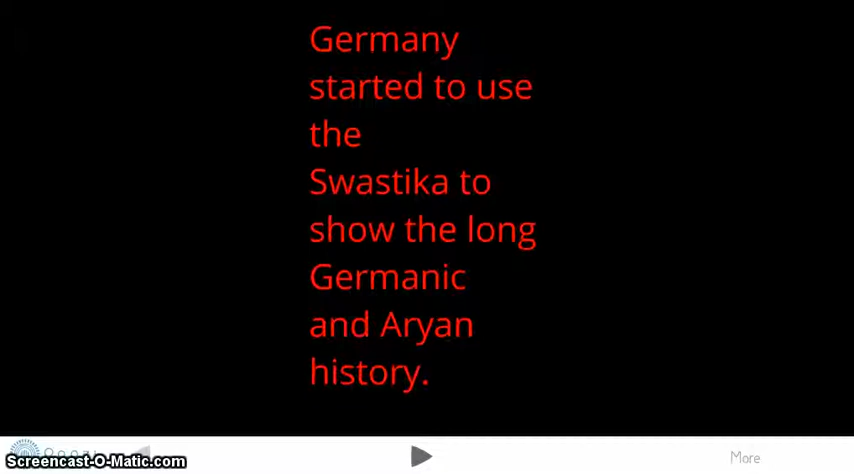 Germany
started to use
the
Swastika to
show the long
Germanic
and Aryan
history.
More
Screencast-O-Matic.com